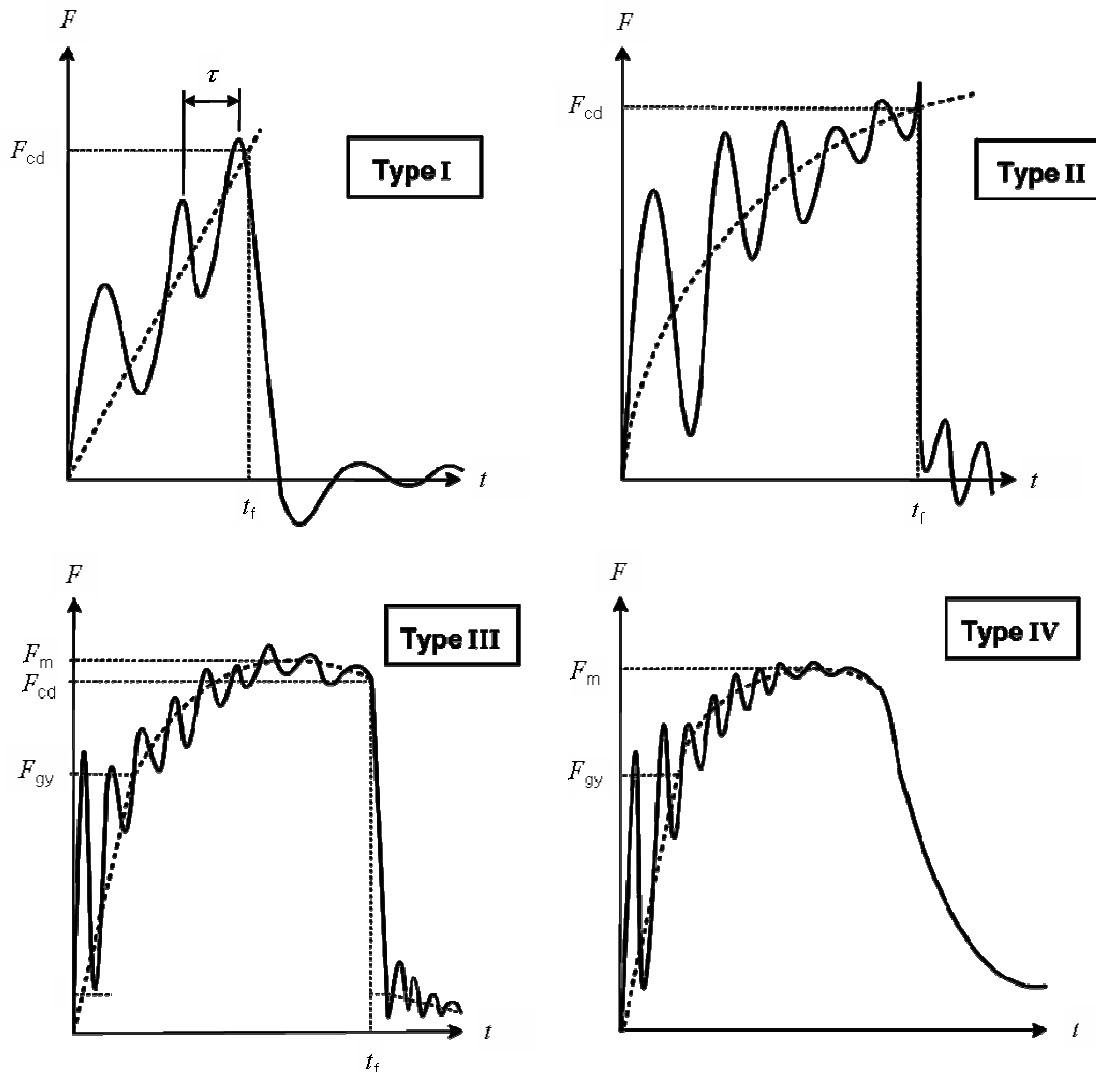 F
τ
F_cd
Type I
t_f
t
F
F_cd
Type II
t_f
t
F
Type III
F_m
F_cd
F_gy
t
t_f
F
Type IV
F_m
F_gy
t